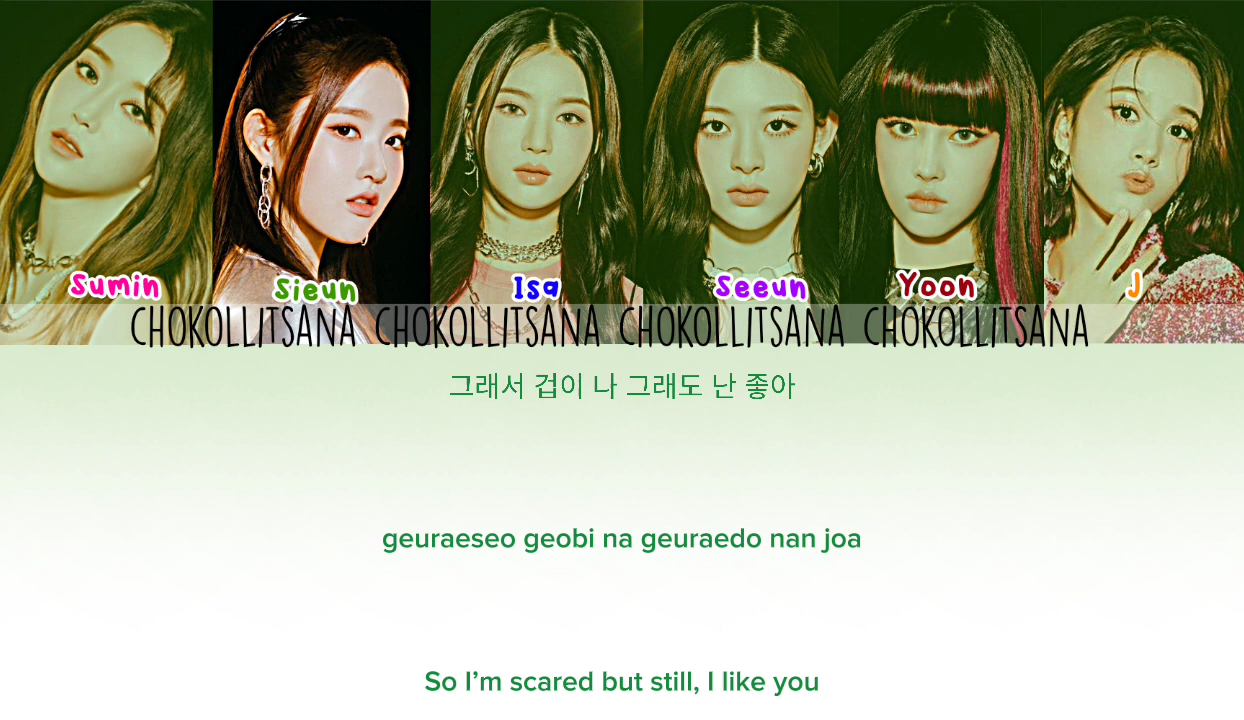 Sumin Sieun Isa Seeun Yoon J
CHOKOLLITSANA CHOKOLLITSANA CHOKOLLITSANA CHOKOLLITSANA
그래서 겁이 나 그래도 난 좋아
geuraeseo geobi na geuraedo nan joa
So I’m scared but still, I like you